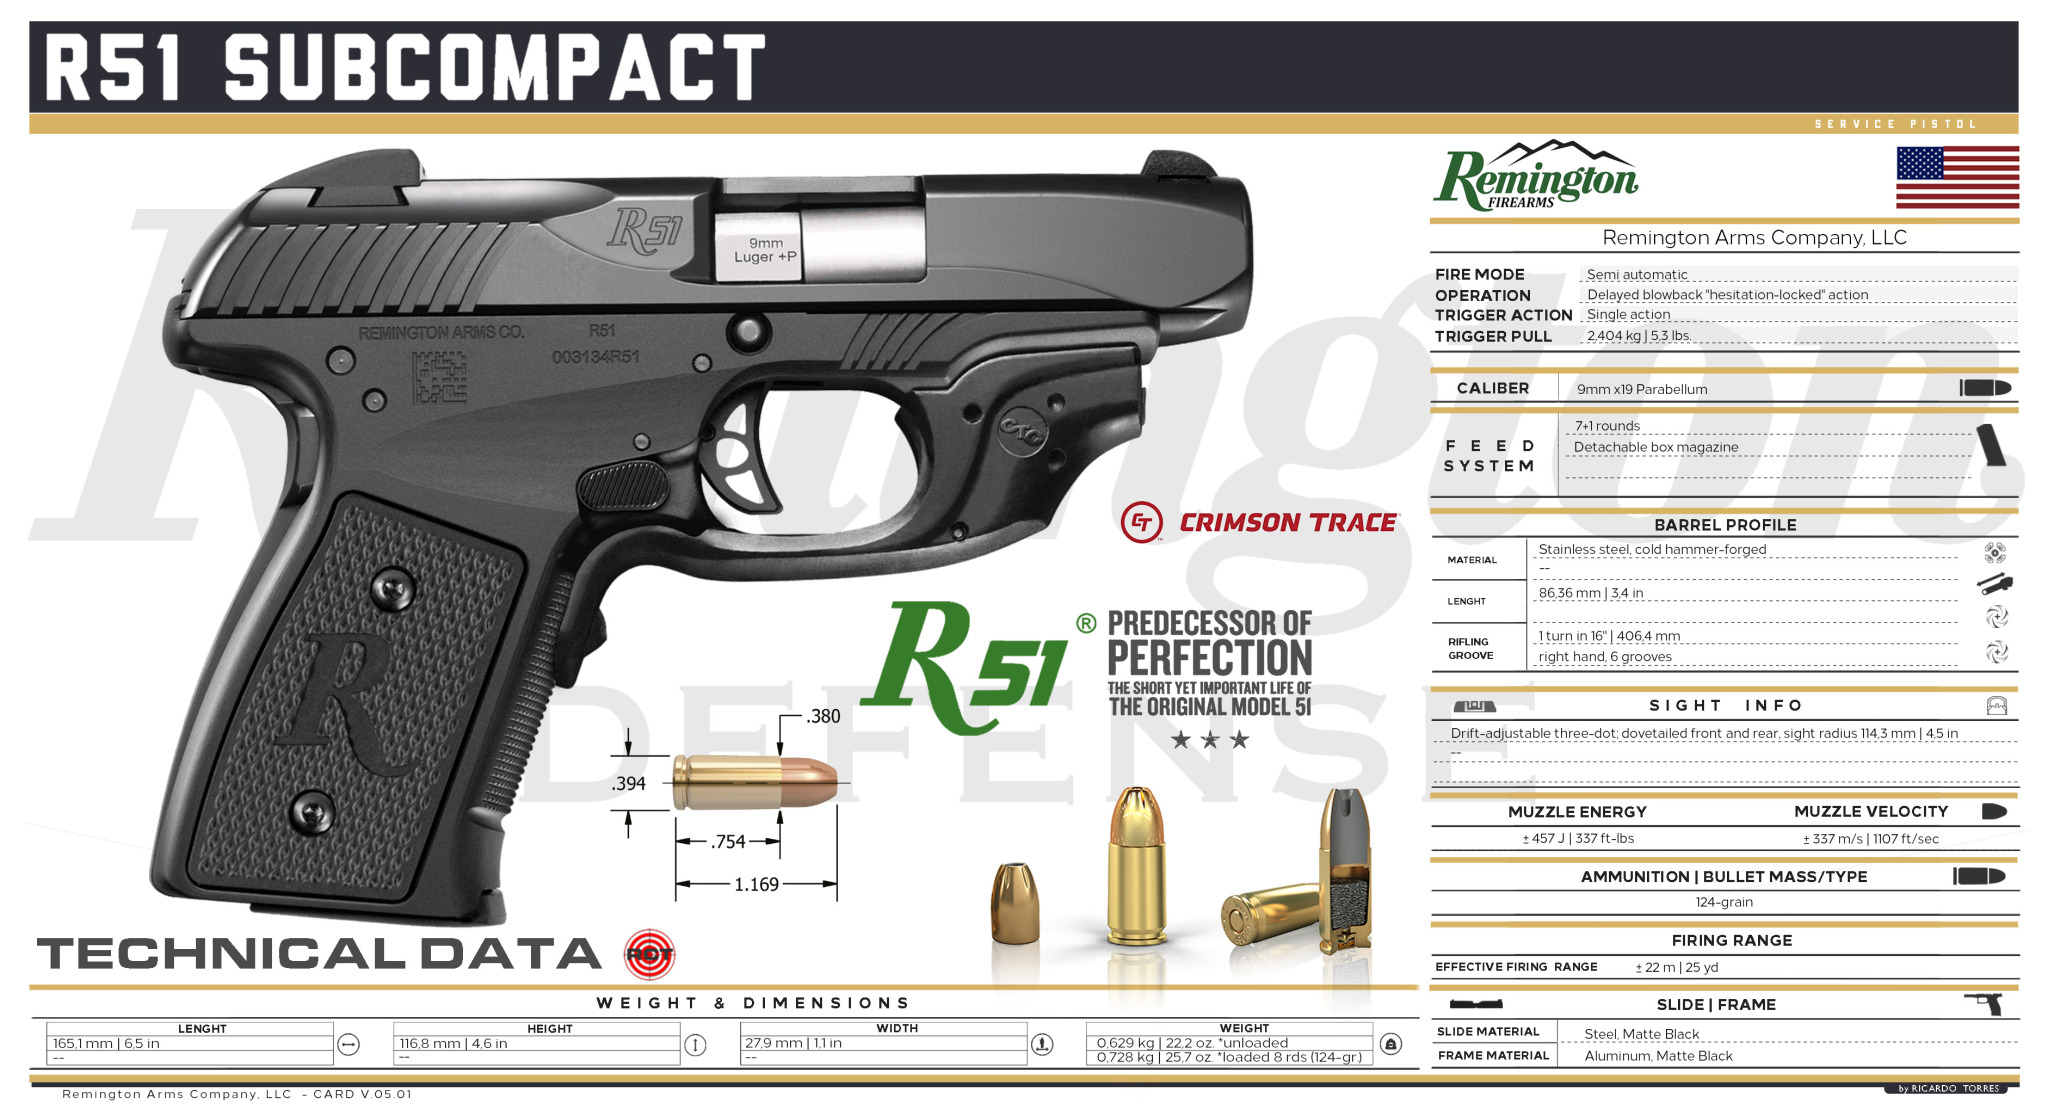 R51 SUBCOMPACT
SERVICE PISTOL
Remington
FIREARMS
Remington Arms Company, LLC
FIRE MODE Semi automatic
OPERATION Delayed blowback "hesitation-locked" action
TRIGGER ACTION Single action
TRIGGER PULL 2,404 kg | 5,3 lbs.
CALIBER 9mm x19 Parabellum
FEED SYSTEM
7+1 rounds
Detachable box magazine
BARREL PROFILE
MATERIAL Stainless steel, cold hammer-forged
--
LENGHT 86,36 mm | 3,4 in
RIFLING GROOVE
1 turn in 16" | 406,4 mm
right hand, 6 grooves
SIGHT INFO
Drift-adjustable three-dot; dovetailed front and rear, sight radius 114,3 mm | 4,5 in
--
MUZZLE ENERGY MUZZLE VELOCITY
± 457 J | 337 ft-lbs ± 337 m/s | 1107 ft/sec
AMMUNITION | BULLET MASS/TYPE
124-grain
FIRING RANGE
EFFECTIVE FIRING RANGE ± 22 m | 25 yd
SLIDE | FRAME
SLIDE MATERIAL Steel, Matte Black
FRAME MATERIAL Aluminum, Matte Black
Remington
DEFENSE
R51
9mm
Luger +P
REMINGTON ARMS CO. R51
003134R51
CTC
R
CT CRIMSON TRACE
R51 ®
PREDECESSOR OF
PERFECTION
THE SHORT YET IMPORTANT LIFE OF
THE ORIGINAL MODEL 51
.380
.394
.754
1.169
TECHNICAL DATA RDT
WEIGHT & DIMENSIONS
LENGHT HEIGHT WIDTH WEIGHT
165,1 mm | 6,5 in 116,8 mm | 4,6 in 27,9 mm | 1,1 in 0,629 kg | 22,2 oz. *unloaded
-- -- -- 0,728 kg | 25,7 oz. *loaded 8 rds (124-gr.)
Remington Arms Company, LLC - CARD V.05.01
by RICARDO TORRES